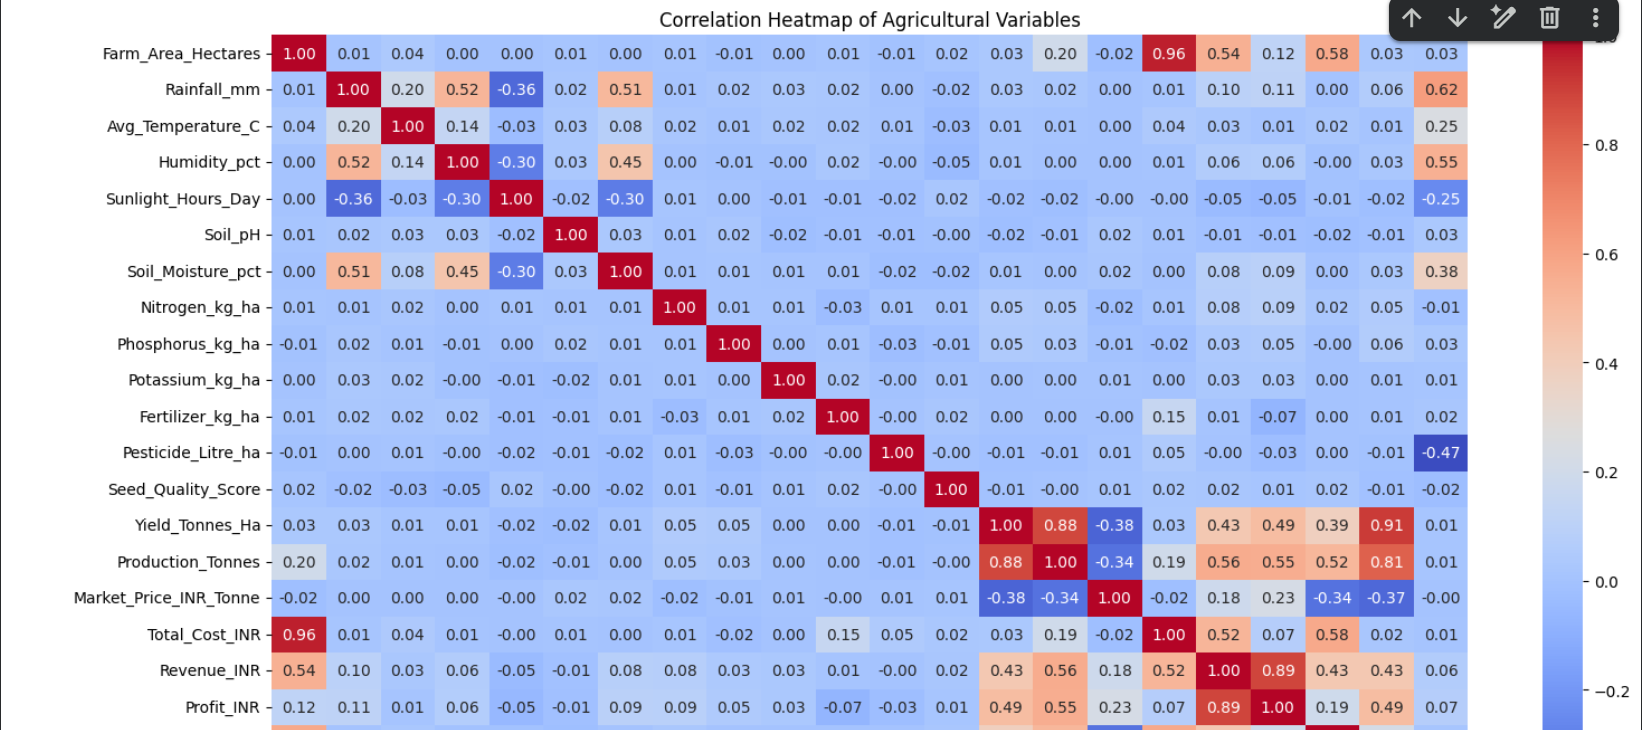 Correlation Heatmap of Agricultural Variables
Farm_Area_Hectares 1.00 0.01 0.04 0.00 0.00 0.01 0.00 0.01 -0.01 0.00 0.01 -0.01 0.02 0.03 0.20 -0.02 0.96 0.54 0.12 0.58 0.03 0.03
Rainfall_mm 0.01 1.00 0.20 0.52 -0.36 0.02 0.51 0.01 0.02 0.03 0.02 0.00 -0.02 0.03 0.02 0.00 0.01 0.10 0.11 0.00 0.06 0.62
Avg_Temperature_C 0.04 0.20 1.00 0.14 -0.03 0.03 0.08 0.02 0.01 0.02 0.02 0.01 -0.03 0.01 0.01 0.00 0.04 0.03 0.01 0.02 0.01 0.25
0.8
Humidity_pct 0.00 0.52 0.14 1.00 -0.30 0.03 0.45 0.00 -0.01 -0.00 0.02 -0.00 -0.05 0.01 0.00 0.00 0.01 0.06 0.06 -0.00 0.03 0.55
Sunlight_Hours_Day 0.00 -0.36 -0.03 -0.30 1.00 -0.02 -0.30 0.01 0.00 -0.01 -0.01 -0.02 0.02 -0.02 -0.02 -0.00 -0.00 -0.05 -0.05 -0.01 -0.02 -0.25
Soil_pH 0.01 0.02 0.03 0.03 -0.02 1.00 0.03 0.01 0.02 -0.02 -0.01 -0.01 -0.00 -0.02 -0.01 0.02 0.01 -0.01 -0.01 -0.02 -0.01 0.03
0.6
Soil_Moisture_pct 0.00 0.51 0.08 0.45 -0.30 0.03 1.00 0.01 0.01 0.01 0.01 -0.02 -0.02 0.01 0.00 0.02 0.00 0.08 0.09 0.00 0.03 0.38
Nitrogen_kg_ha 0.01 0.01 0.02 0.00 0.01 0.01 0.01 1.00 0.01 0.01 -0.03 0.01 0.01 0.05 0.05 -0.02 0.01 0.08 0.09 0.02 0.05 -0.01
Phosphorus_kg_ha -0.01 0.02 0.01 -0.01 0.00 0.02 0.01 0.01 1.00 0.00 0.01 -0.03 -0.01 0.05 0.03 -0.01 -0.02 0.03 0.05 -0.00 0.06 0.03
0.4
Potassium_kg_ha 0.00 0.03 0.02 -0.00 -0.01 -0.02 0.01 0.01 0.00 1.00 0.02 -0.00 0.01 0.00 0.00 0.01 0.00 0.03 0.03 0.00 0.01 0.01
Fertilizer_kg_ha 0.01 0.02 0.02 0.02 -0.01 -0.01 0.01 -0.03 0.01 0.02 1.00 -0.00 0.02 0.00 0.00 -0.00 0.15 0.01 -0.07 0.00 0.01 0.02
Pesticide_Litre_ha -0.01 0.00 0.01 -0.00 -0.02 -0.01 -0.02 0.01 -0.03 -0.00 -0.00 1.00 -0.00 -0.01 -0.01 0.01 0.05 -0.00 -0.03 0.00 -0.01 -0.47
0.2
Seed_Quality_Score 0.02 -0.02 -0.03 -0.05 0.02 -0.00 -0.02 0.01 -0.01 0.01 0.02 -0.00 1.00 -0.01 -0.00 0.01 0.02 0.02 0.01 0.02 -0.01 -0.02
Yield_Tonnes_Ha 0.03 0.03 0.01 0.01 -0.02 -0.02 0.01 0.05 0.05 0.00 0.00 -0.01 -0.01 1.00 0.88 -0.38 0.03 0.43 0.49 0.39 0.91 0.01
Production_Tonnes 0.20 0.02 0.01 0.00 -0.02 -0.01 0.00 0.05 0.03 0.00 0.00 -0.01 -0.00 0.88 1.00 -0.34 0.19 0.56 0.55 0.52 0.81 0.01
0.0
Market_Price_INR_Tonne -0.02 0.00 0.00 0.00 -0.00 0.02 0.02 -0.02 -0.01 0.01 -0.00 0.01 0.01 -0.38 -0.34 1.00 -0.02 0.18 0.23 -0.34 -0.37 -0.00
Total_Cost_INR 0.96 0.01 0.04 0.01 -0.00 0.01 0.00 0.01 -0.02 0.00 0.15 0.05 0.02 0.03 0.19 -0.02 1.00 0.52 0.07 0.58 0.02 0.01
Revenue_INR 0.54 0.10 0.03 0.06 -0.05 -0.01 0.08 0.08 0.03 0.03 0.01 -0.00 0.02 0.43 0.56 0.18 0.52 1.00 0.89 0.43 0.43 0.06
−0.2
Profit_INR 0.12 0.11 0.01 0.06 -0.05 -0.01 0.09 0.09 0.05 0.03 -0.07 -0.03 0.01 0.49 0.55 0.23 0.07 0.89 1.00 0.19 0.49 0.07